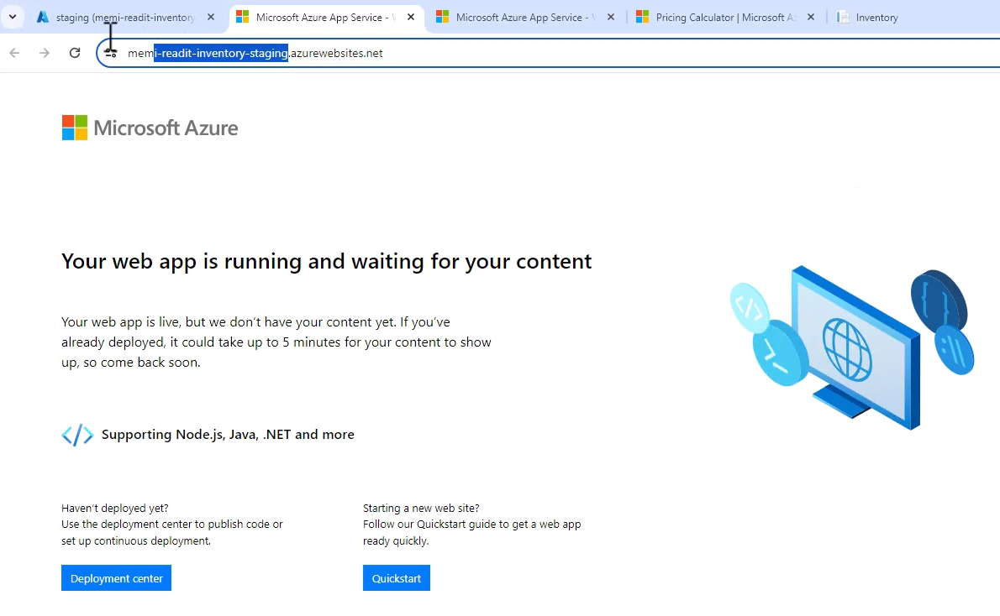 staging (memi-readit-inventory
Microsoft Azure App Service -
Microsoft Azure App Service -
Pricing Calculator | Microsoft
Inventory
memi-readit-inventory-staging.azurewebsites.net
Microsoft Azure
Your web app is running and waiting for your content
Your web app is live, but we don’t have your content yet. If you’ve
already deployed, it could take up to 5 minutes for your content to show
up, so come back soon.
Supporting Node.js, Java, .NET and more
Haven’t deployed yet?
Use the deployment center to publish code or
set up continuous deployment.
Deployment center
Starting a new web site?
Follow our Quickstart guide to get a web app
ready quickly.
Quickstart